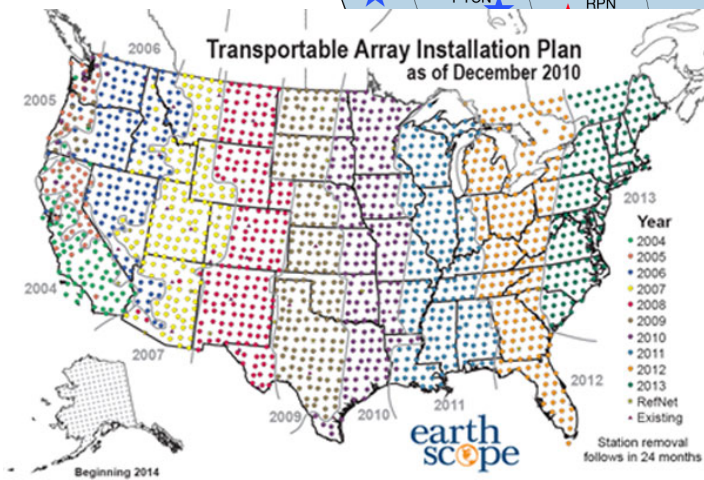 RPN
Transportable Array Installation Plan
as of December 2010
2006
2005
2013
2004
2007
2009
2010
2011
2012
Year
2004
2005
2006
2007
2008
2009
2010
2011
2012
2013
RefNet
Existing
Station removal
follows in 24 months
earth
scope
Beginning 2014